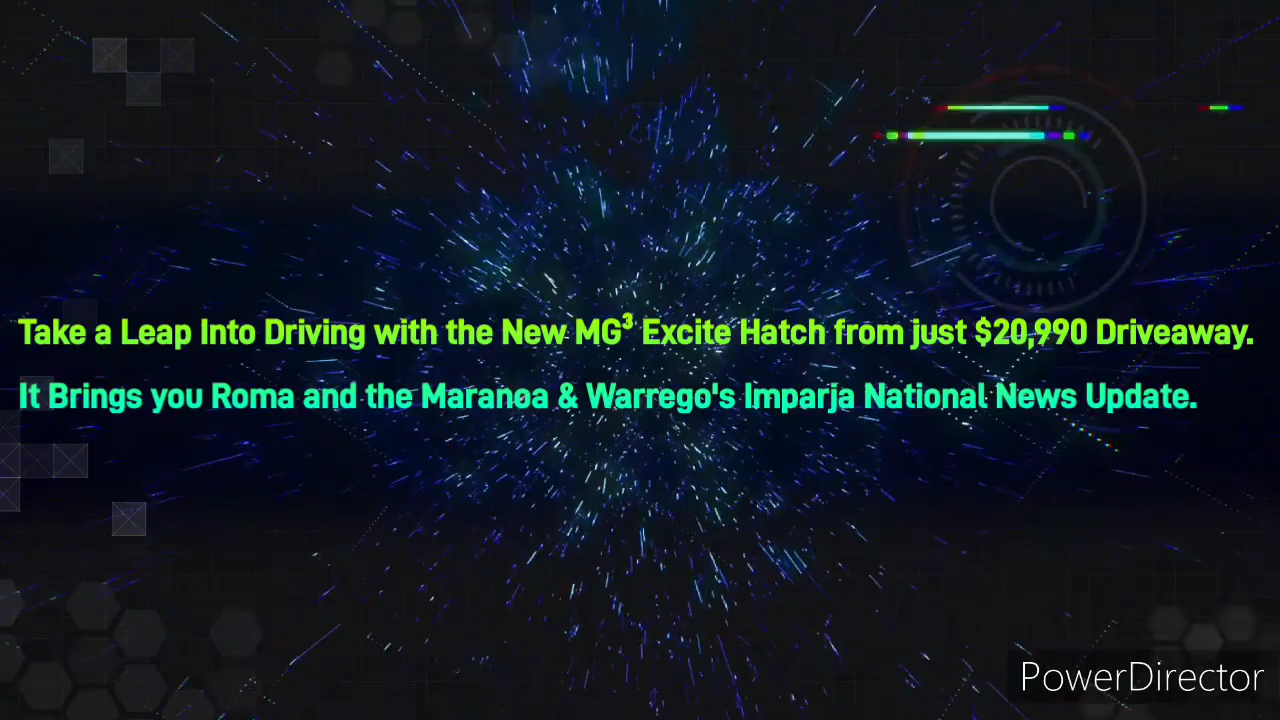 Take a Leap Into Driving with the New MG³ Excite Hatch from just $20,990 Driveaway.
It Brings you Roma and the Maranoa & Warrego's Imparja National News Update.
PowerDirector